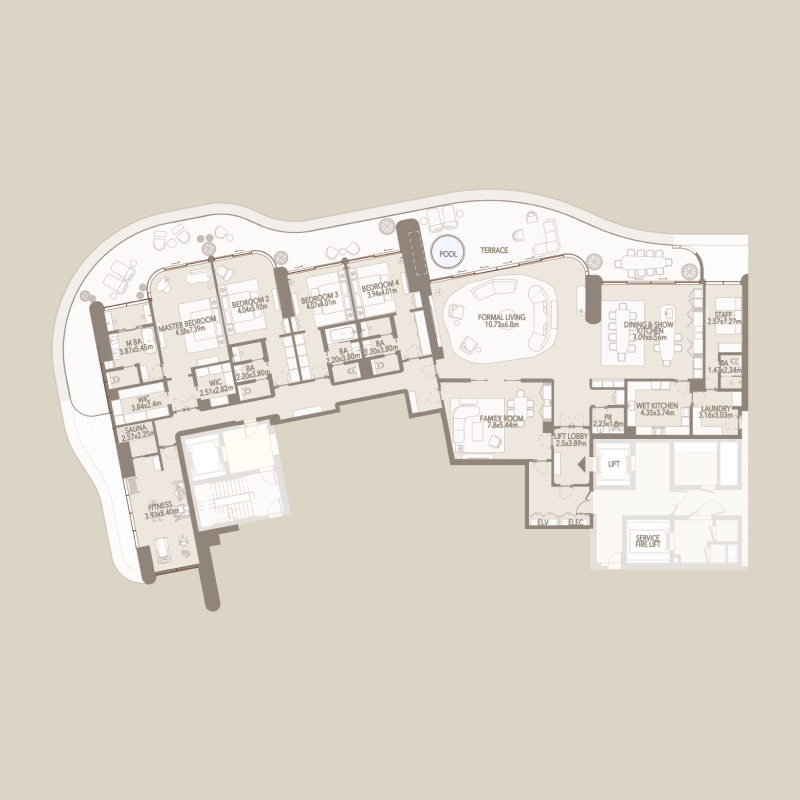 POOL
TERRACE
BEDROOM 4
3.94x4.01m
BEDROOM 3
4.07x4.01m
BEDROOM 2
4.04x5.92m
MASTER BEDROOM
4.58x7.39m
M BA
3.87x5.45m
FORMAL LIVING
10.73x6.8m
DINING & SHOW
KITCHEN
7.09x6.56m
STAFF
2.57x7.27m
BA
1.47x2.34m
BA
2.20x3.80m
BA
2.20x3.80m
BA
2.20x3.80m
WIC
2.51x2.82m
WIC
3.84x2.4m
SAUNA
2.57x2.25m
FAMILY ROOM
7.8x5.44m
PR
2.23x1.8m
WET KITCHEN
4.35x3.74m
LAUNDRY
3.16x3.03m
LIFT LOBBY
2.5x3.89m
LIFT
FITNESS
3.93x8.40m
ELV
ELEC
SERVICE
FIRE LIFT